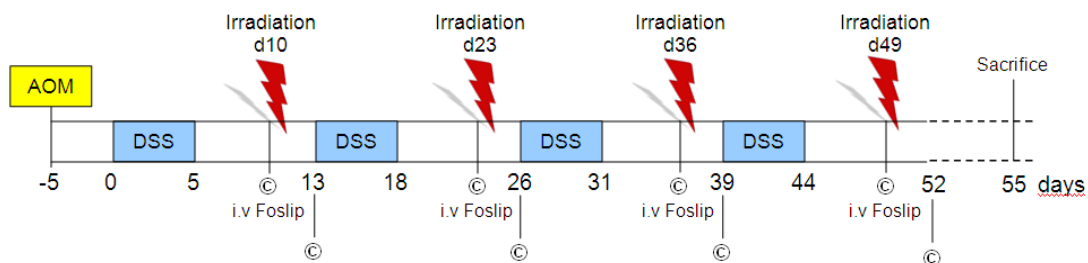 Irradiation Irradiation Irradiation Irradiation
d10 d23 d36 d49
Sacrifice
AOM
DSS DSS DSS DSS
-5 0 5 © 13 18 © 26 31 © 39 44 © 52 55 days
i.v Foslip i.v Foslip i.v Foslip i.v Foslip
© © © ©